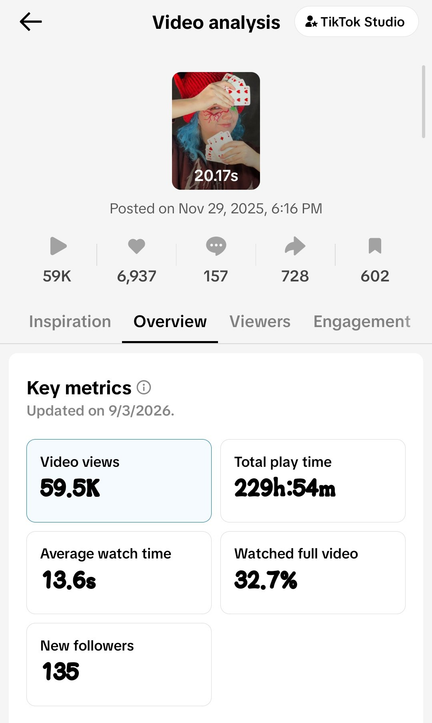 Video analysis
TikTok Studio
20.17s
Posted on Nov 29, 2025, 6:16 PM
59K 6,937 157 728 602
Inspiration Overview Viewers Engagement
Key metrics
Updated on 9/3/2026.
Video views
59.5K
Total play time
229h:54m
Average watch time
13.6s
Watched full video
32.7%
New followers
135